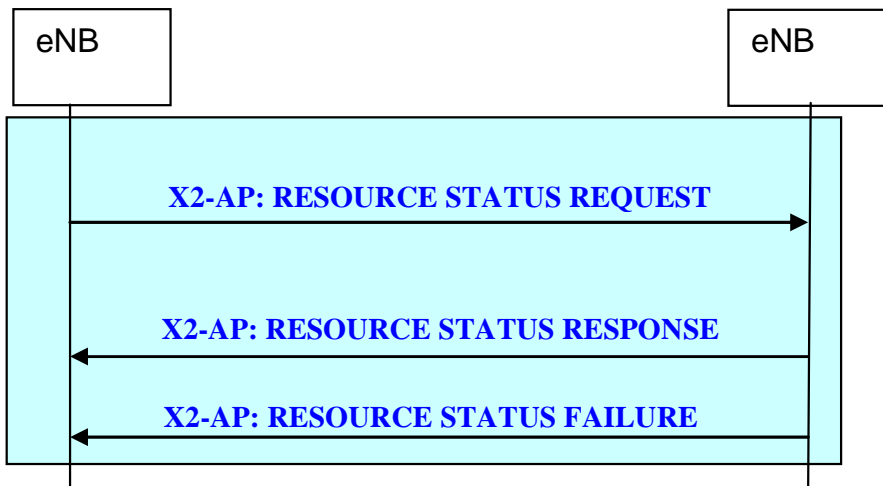 eNB
eNB
X2-AP: RESOURCE STATUS REQUEST
X2-AP: RESOURCE STATUS RESPONSE
X2-AP: RESOURCE STATUS FAILURE